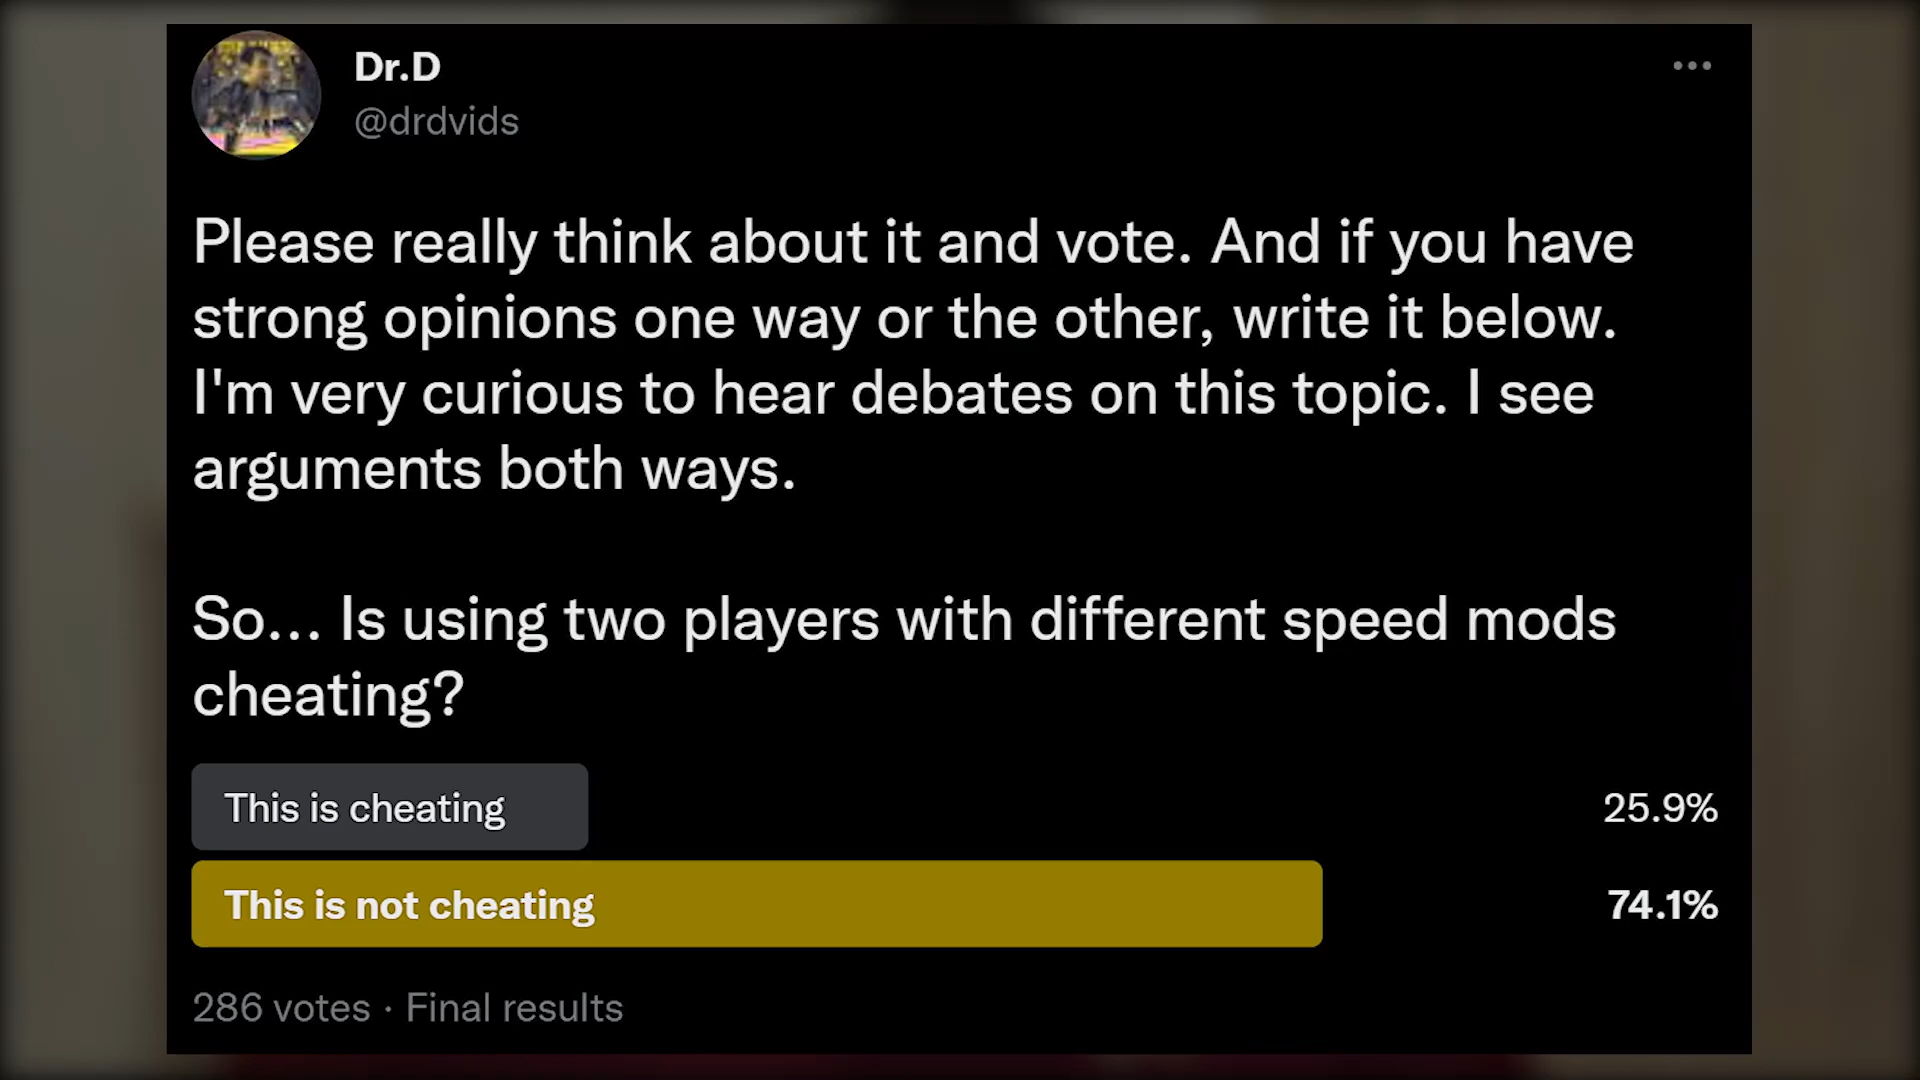 Dr.D
@drdvids
Please really think about it and vote. And if you have
strong opinions one way or the other, write it below.
I'm very curious to hear debates on this topic. I see
arguments both ways.
So... Is using two players with different speed mods
cheating?
This is cheating 25.9%
This is not cheating 74.1%
286 votes · Final results